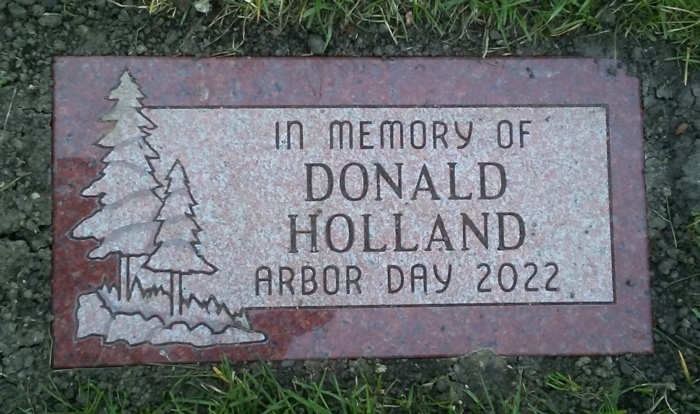 IN MEMORY OF
DONALD
HOLLAND
ARBOR DAY 2022